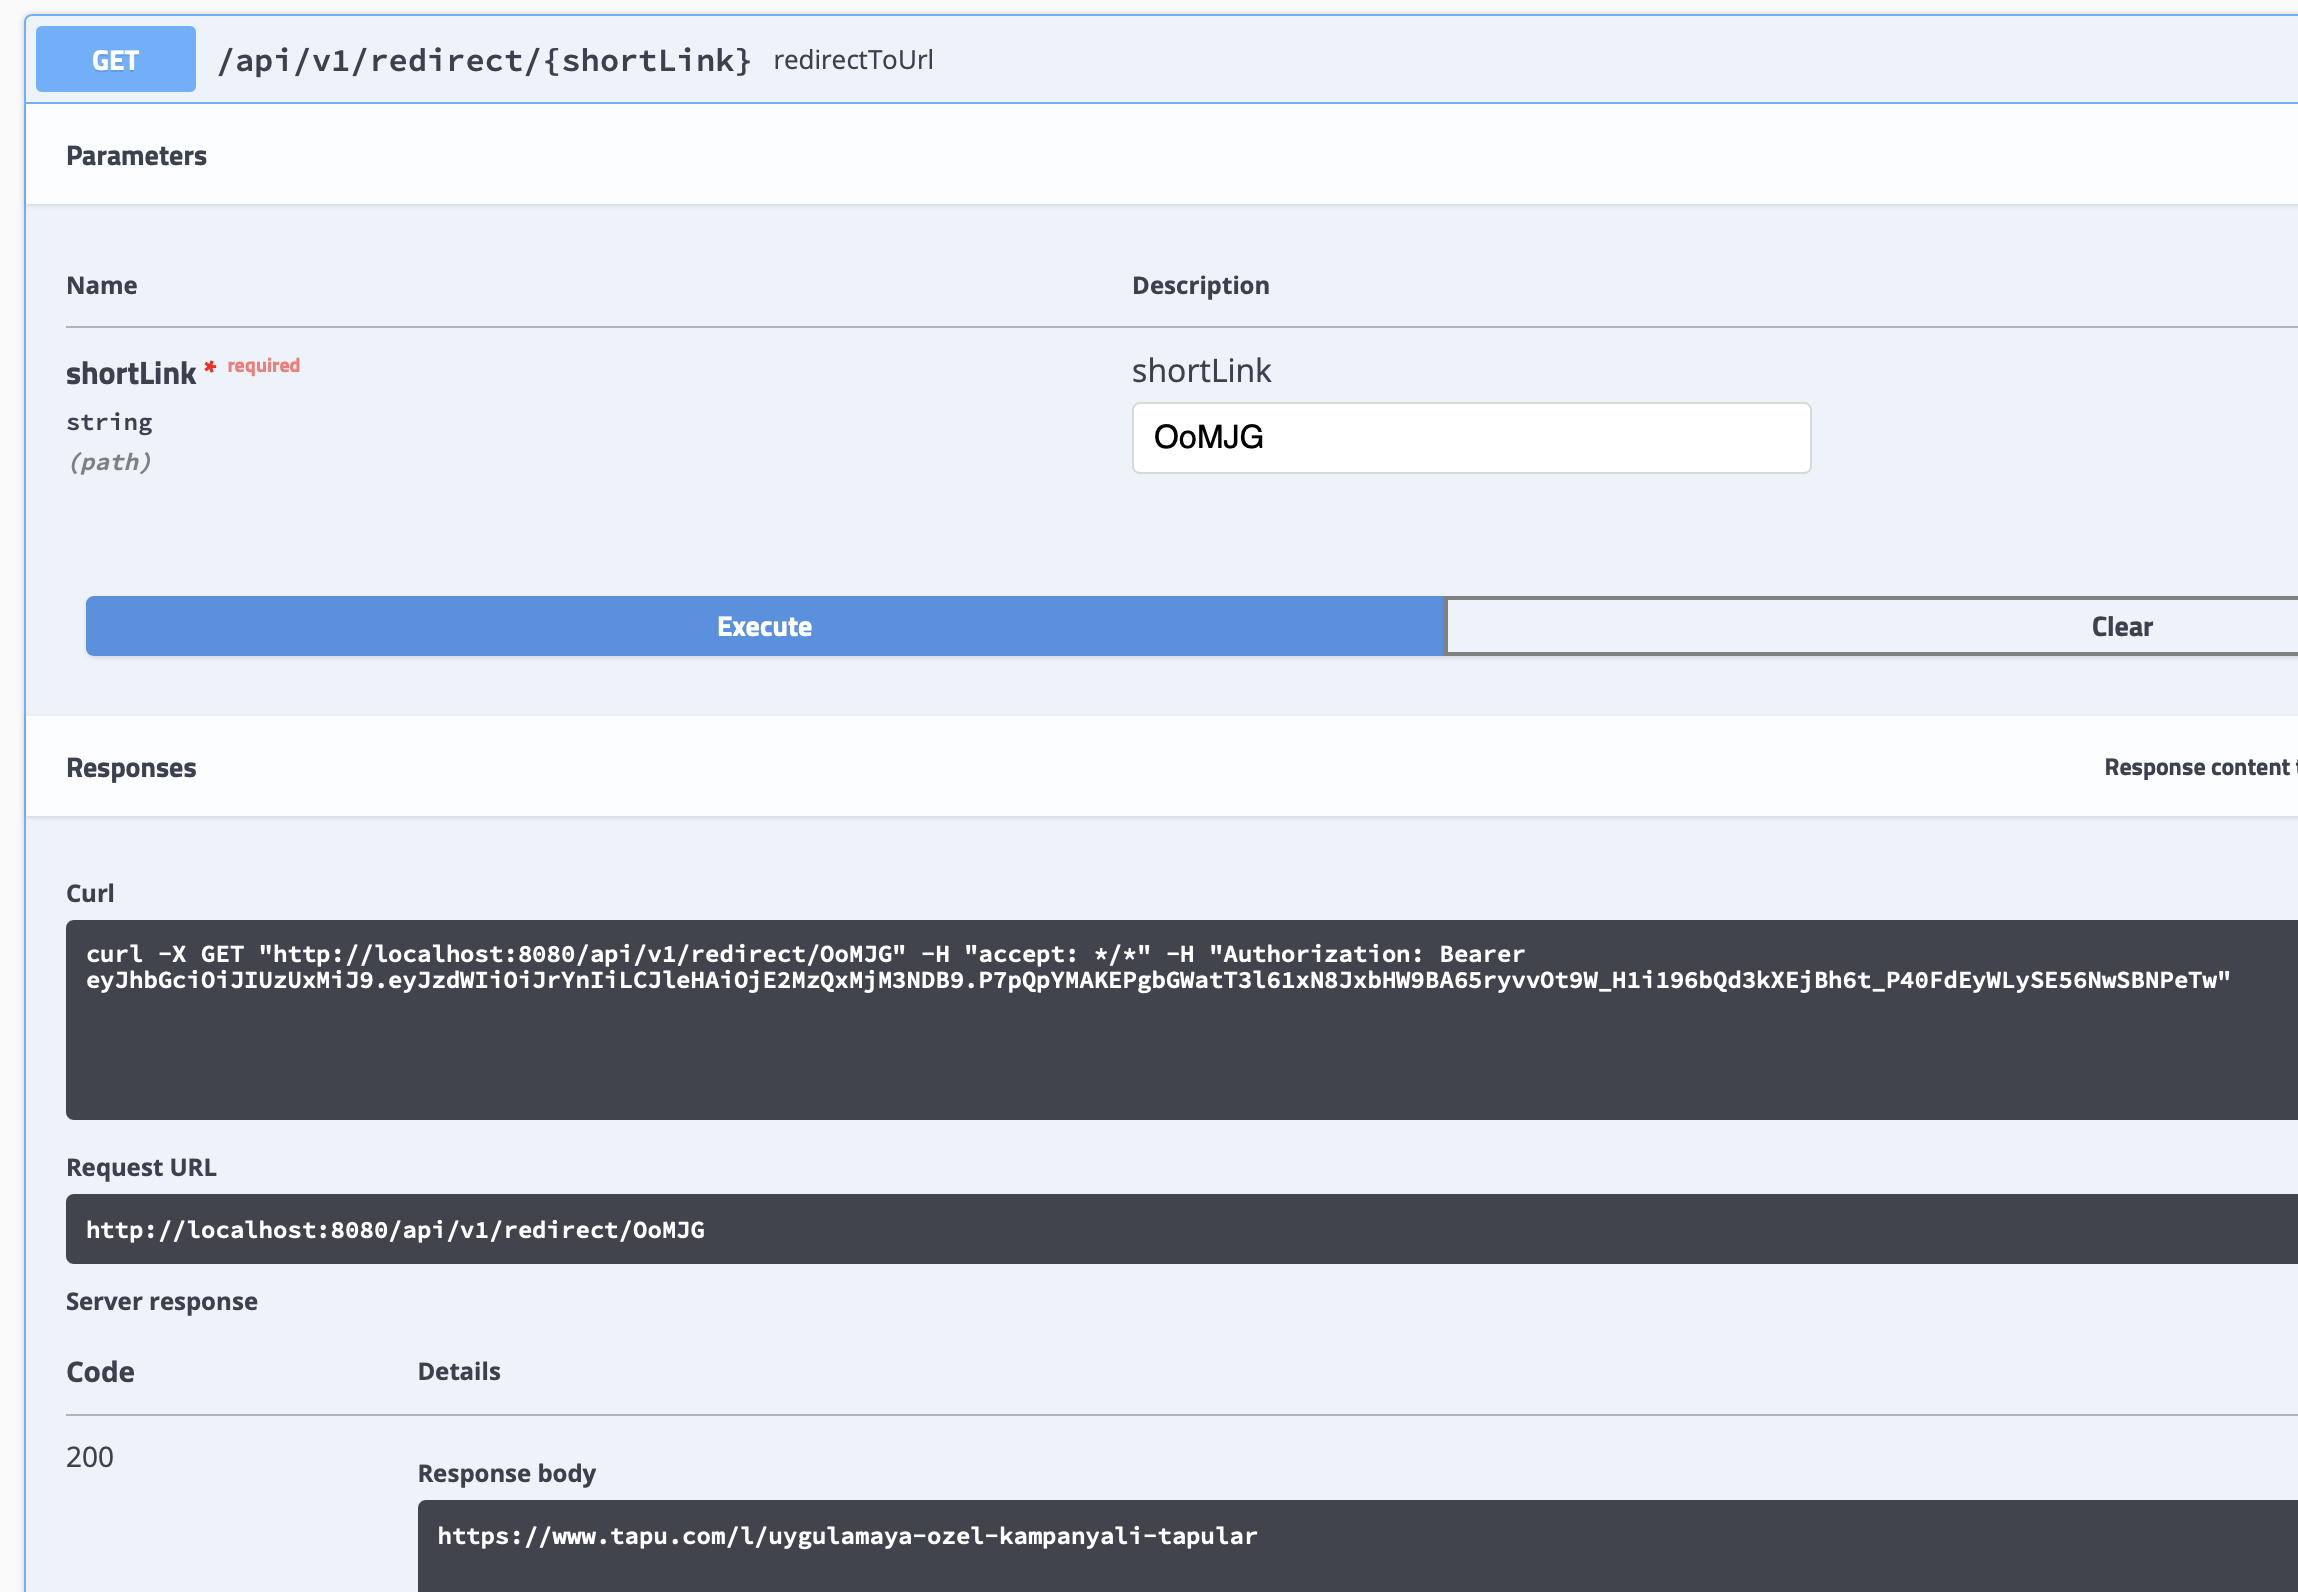 GET /api/v1/redirect/{shortLink} redirectToUrl
Parameters
Name Description
shortLink * required shortLink
string OoMJG
(path)
Execute Clear
Responses Response content
Curl
curl -X GET "http://localhost:8080/api/v1/redirect/OoMJG" -H "accept: */*" -H "Authorization: Bearer
eyJhbGciOiJIUzUxMiJ9.eyJzdWIiOiJrYnIiLCJleHAiOjE2MzQxMjM3NDB9.P7pQpYMAKEPgbGWatT3l61xN8JxbHW9BA65ryvvOt9W_H1i196bQd3kXEjBh6t_P40FdEyWLySE56NwSBNPeTw"
Request URL
http://localhost:8080/api/v1/redirect/OoMJG
Server response
Code Details
200
Response body
https://www.tapu.com/l/uygulamaya-ozel-kampanyali-tapular